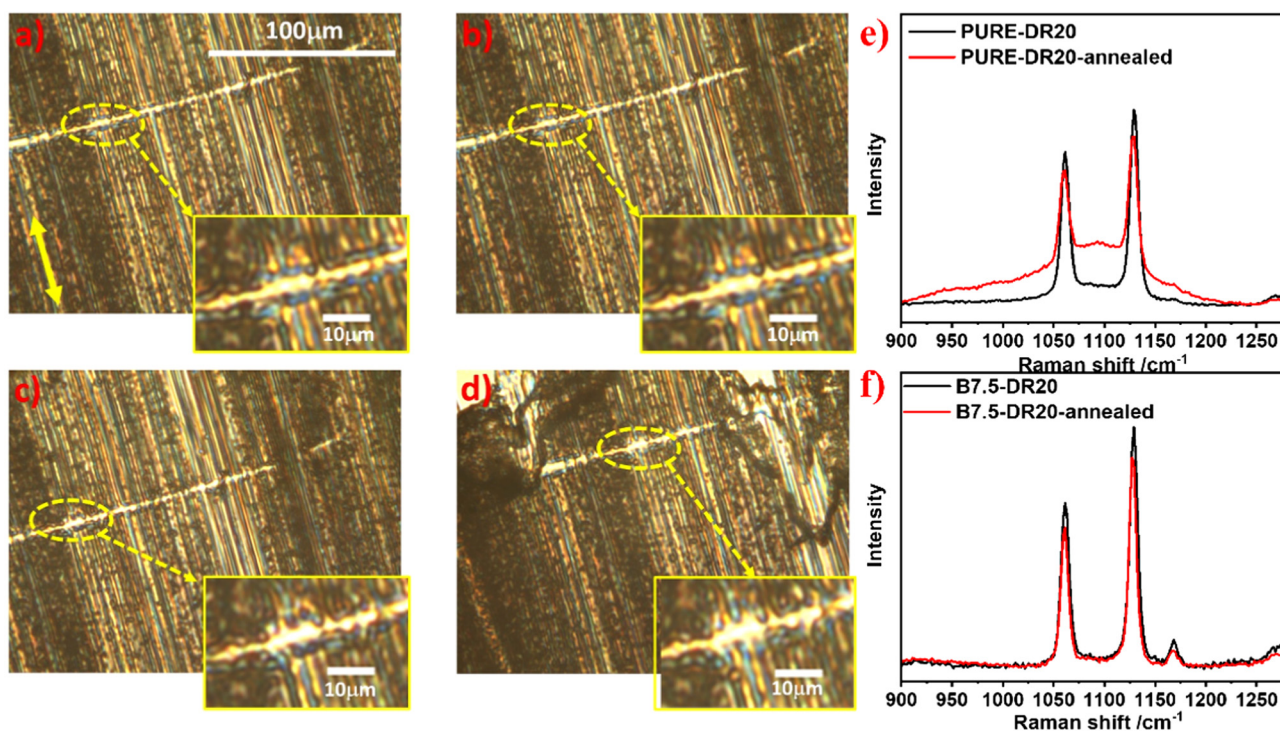 a)
100μm
10μm
b)
10μm
c)
10μm
d)
10μm
e)
PURE-DR20
PURE-DR20-annealed
Intensity
900 950 1000 1050 1100 1150 1200 1250
Raman shift /cm-1
f)
B7.5-DR20
B7.5-DR20-annealed
Intensity
900 950 1000 1050 1100 1150 1200 1250
Raman shift /cm-1